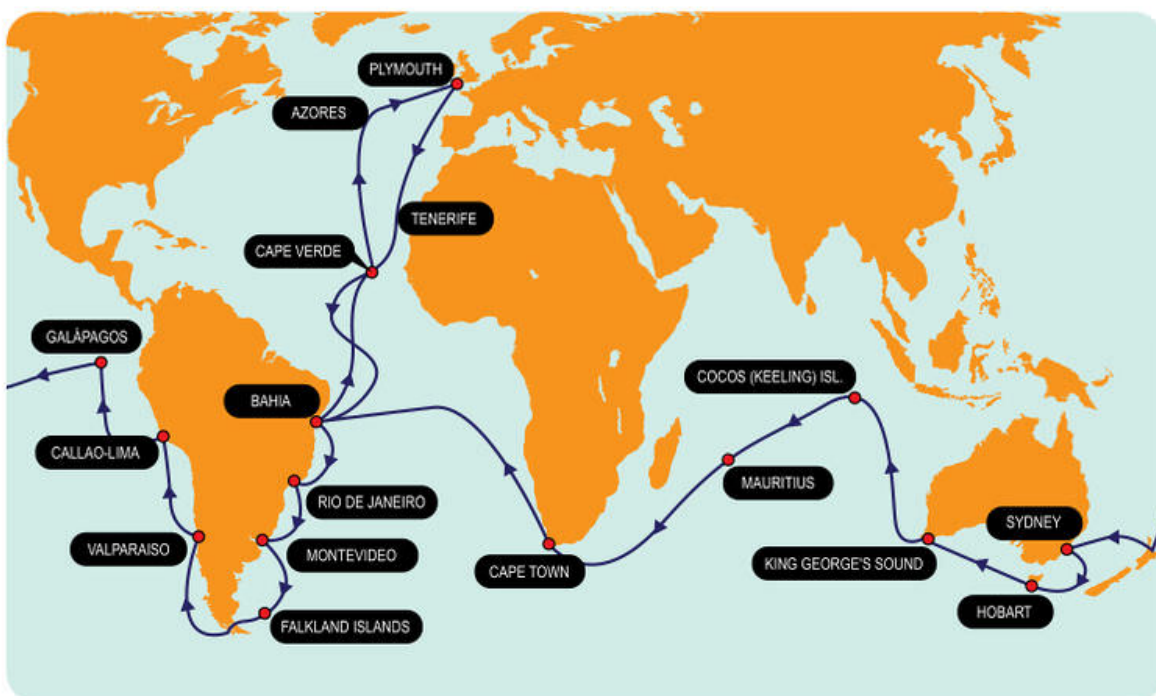 PLYMOUTH
AZORES
TENERIFE
CAPE VERDE
GALÁPAGOS
COCOS (KEELING) ISL.
BAHIA
CALLAO-LIMA
MAURITIUS
RIO DE JANEIRO
SYDNEY
VALPARAISO
MONTEVIDEO
CAPE TOWN
KING GEORGE'S SOUND
HOBART
FALKLAND ISLANDS